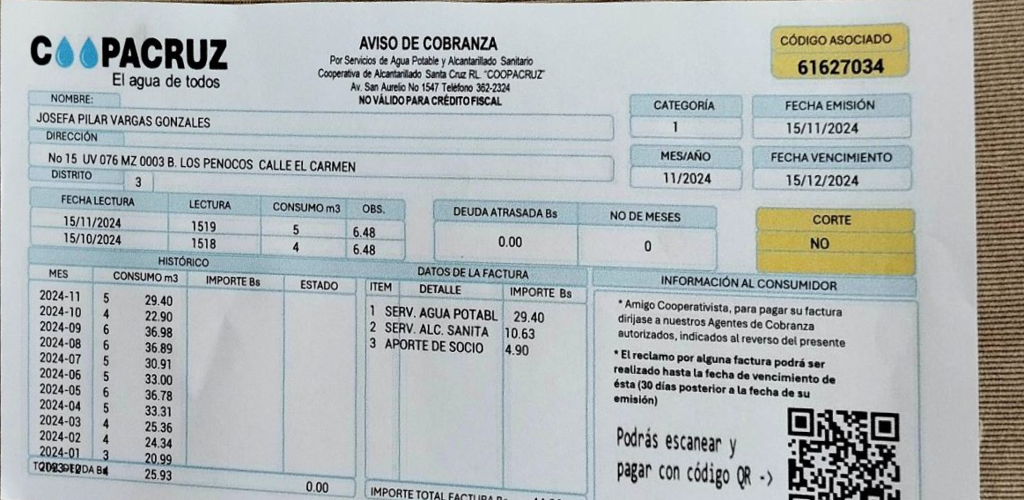 COOPACRUZ
El agua de todos
AVISO DE COBRANZA
Por Servicios de Agua Potable y Alcantarillado Sanitario
Cooperativa de Alcantarillado Santa Cruz RL "COOPACRUZ"
Av. San Aurelio No 1547 Teléfono 362-2324
NO VÁLIDO PARA CRÉDITO FISCAL
CÓDIGO ASOCIADO
61627034
NOMBRE:
JOSEFA PILAR VARGAS GONZALES
DIRECCIÓN
No 15 UV 076 MZ 0003 B. LOS PENOCOS CALLE EL CARMEN
DISTRITO 3
CATEGORÍA
1
FECHA EMISIÓN
15/11/2024
MES/AÑO
11/2024
FECHA VENCIMIENTO
15/12/2024
FECHA LECTURA LECTURA CONSUMO m3 OBS.
15/11/2024 1519 5 6.48
15/10/2024 1518 4 6.48
DEUDA ATRASADA Bs NO DE MESES
0.00 0
CORTE
NO
HISTÓRICO
MES CONSUMO m3 IMPORTE Bs ESTADO
2024-11 5 29.40
2024-10 4 22.90
2024-09 6 36.98
2024-08 6 36.89
2024-07 5 30.91
2024-06 5 33.00
2024-05 6 36.78
2024-04 5 33.31
2024-03 4 25.36
2024-02 4 24.34
2024-01 3 20.99
4 25.93
0.00
DATOS DE LA FACTURA
ITEM DETALLE IMPORTE Bs
1 SERV. AGUA POTABL 29.40
2 SERV. ALC. SANITA 10.63
3 APORTE DE SOCIO 4.90
IMPORTE TOTAL FACTURA Bs
INFORMACIÓN AL CONSUMIDOR
* Amigo Cooperativista, para pagar su factura
dirijase a nuestros Agentes de Cobranza
autorizados, indicados al reverso del presente
* El reclamo por alguna factura podrá ser
realizado hasta la fecha de vencimiento de
ésta (30 días posterior a la fecha de su
emisión)
Podrás escanear y
pagar con código QR ->